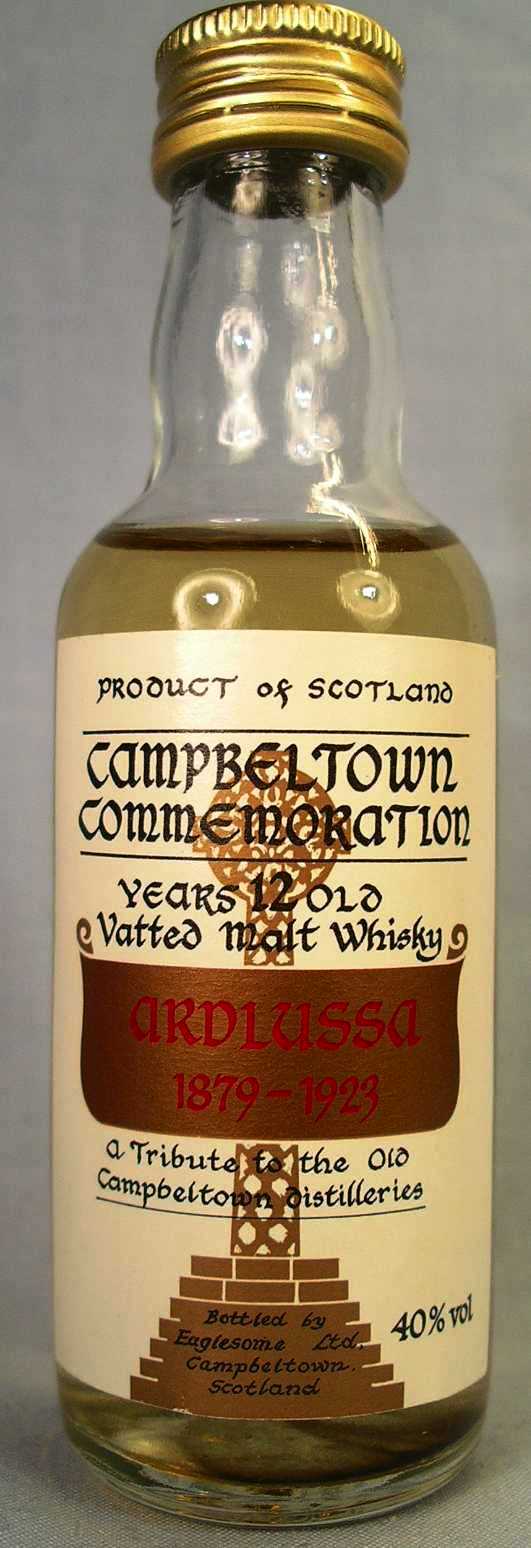 PRODUCT of SCOTLAND
CAMPBELTOWN
COMMEMORATION
YEARS 12 OLD
Vatted Malt Whisky
ARDLUSSA
1879-1923
A Tribute to the Old
Campbeltown Distilleries
Bottled by
Eaglesome Ltd.
Campbeltown.
Scotland
40% vol